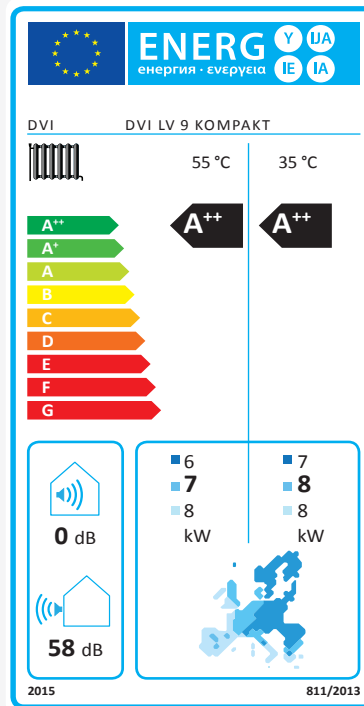 ENERG Y IJA
енергия · ενεργεια IE IA
DVI DVI LV 9 KOMPAKT
55 °C 35 °C
A++ A++ A++
A+
A
B
C
D
E
F
G
6 7
7 8
8 8
kW kW
0 dB
58 dB
2015 811/2013